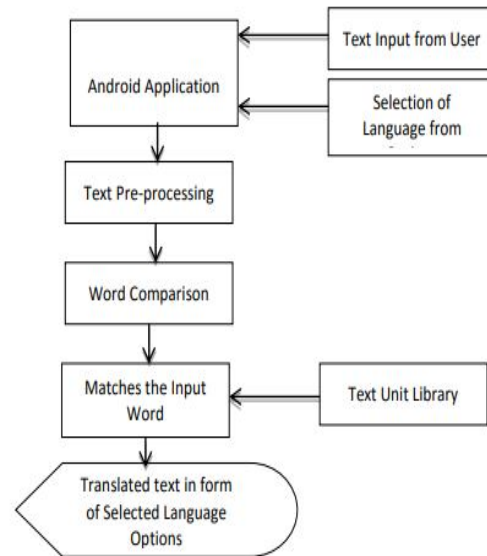 Text Input from User
Android Application
Selection of
Language from
Text Pre-processing
Word Comparison
Matches the Input
Word
Text Unit Library
Translated text in form
of Selected Language
Options